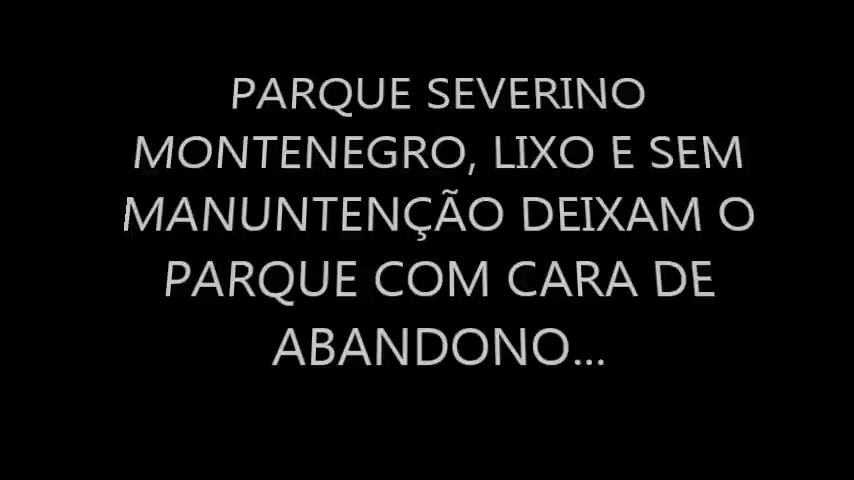 PARQUE SEVERINO
MONTENEGRO, LIXO E SEM
MANUNTENÇÃO DEIXAM O
PARQUE COM CARA DE
ABANDONO...